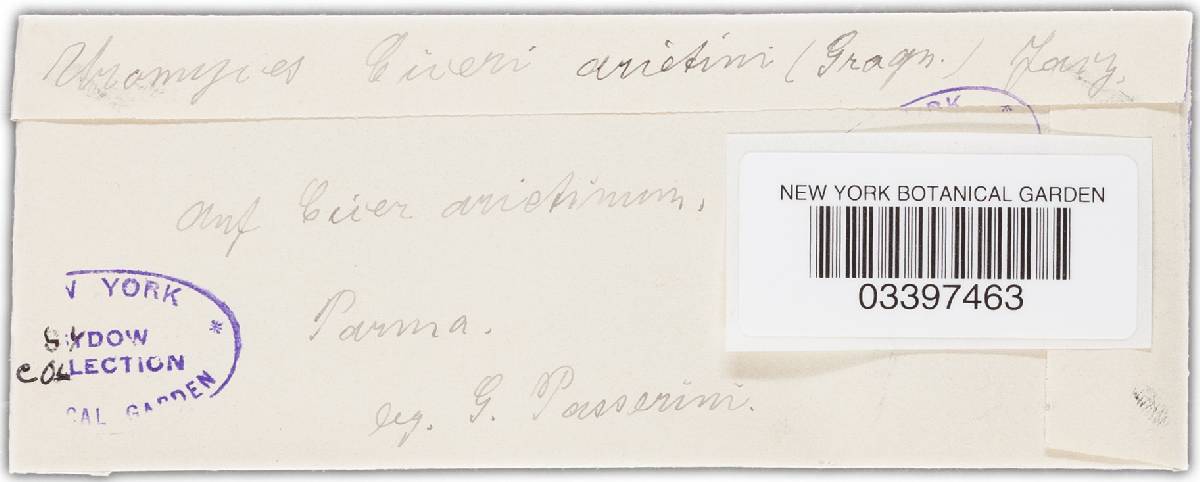 Uromyces Ciceri arietini (Grogn.) Jacz.
RK *
auf Cicer arietinum.
NEW YORK BOTANICAL GARDEN
03397463
Parma.
leg. G. Passerini.
W YORK
*
SYDOW
COLLECTION
CAL GARDEN